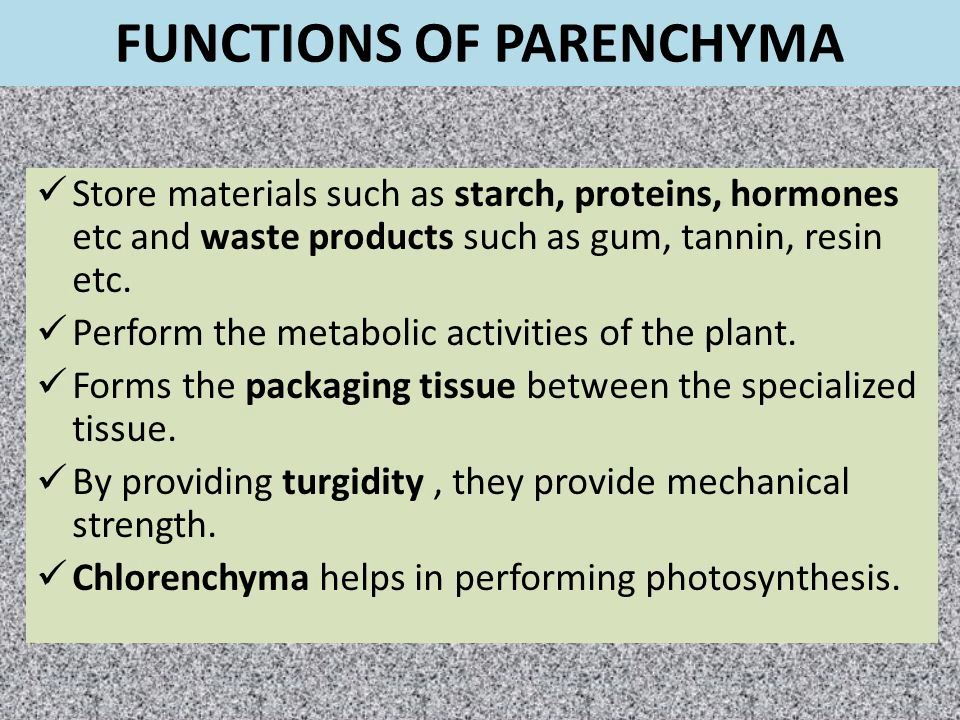 FUNCTIONS OF PARENCHYMA
✓ Store materials such as starch, proteins, hormones
etc and waste products such as gum, tannin, resin
etc.
✓ Perform the metabolic activities of the plant.
✓ Forms the packaging tissue between the specialized
tissue.
✓ By providing turgidity , they provide mechanical
strength.
✓ Chlorenchyma helps in performing photosynthesis.